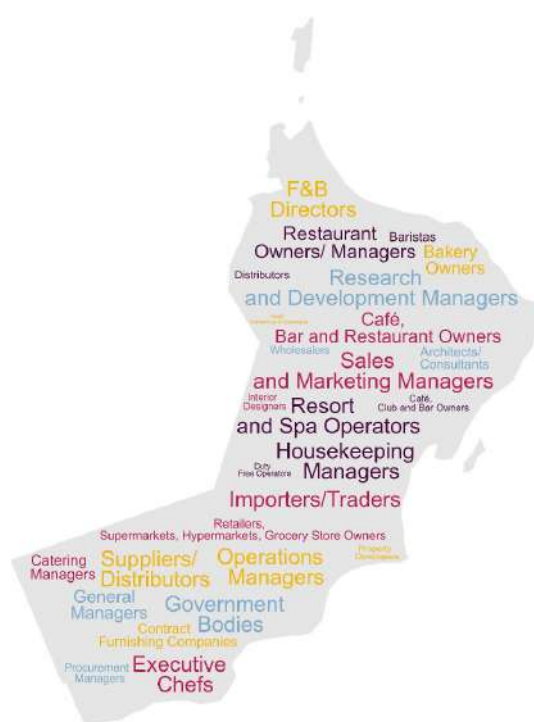 F&B
Directors
Restaurant
Owners/ Managers
Baristas
Bakery
Owners
Distributors
Research
and Development Managers
Café,
Bar and Restaurant Owners
Wholesalers
Architects/
Consultants
Sales
and Marketing Managers
Interior
Designers
Resort
and Spa Operators
Café,
Club and Bar Owners
Housekeeping
Managers
Duty
Free Operators
Importers/Traders
Retailers,
Supermarkets, Hypermarkets, Grocery Store Owners
Catering
Managers
Suppliers/
Distributors
Operations
Managers
Property
Developers
General
Managers
Government
Bodies
Contract
Furnishing Companies
Procurement
Managers
Executive
Chefs